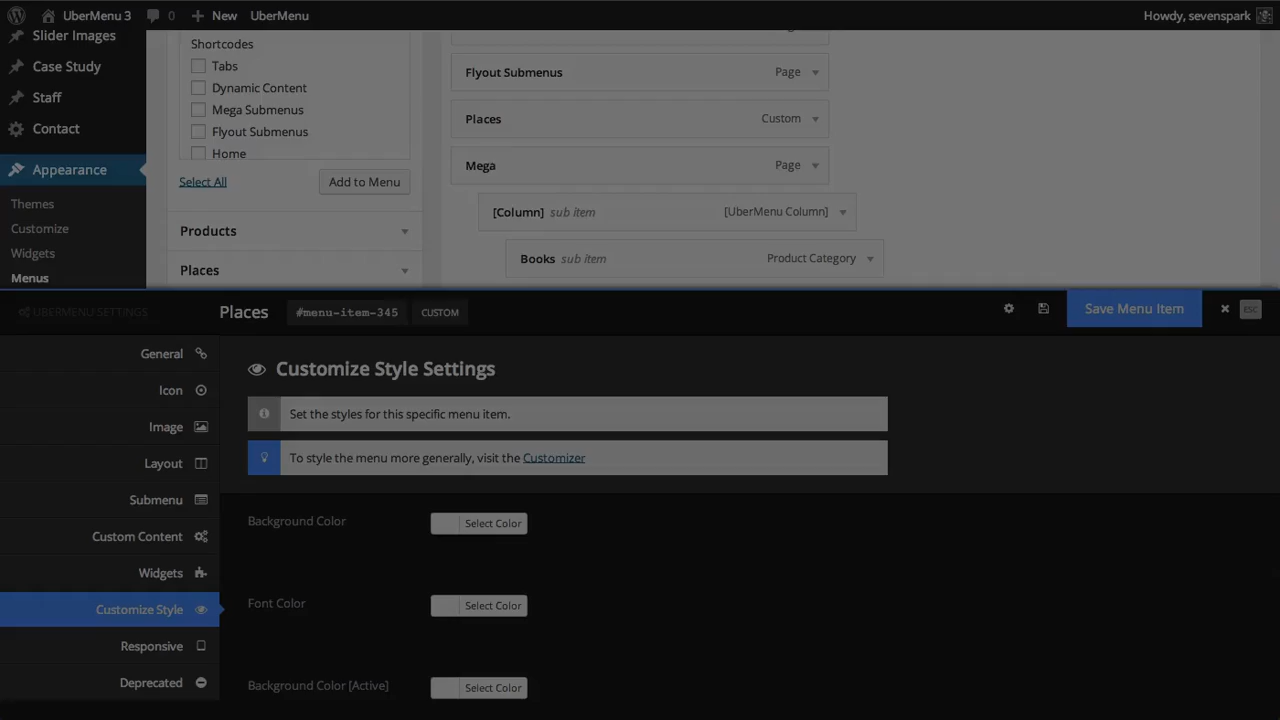 UberMenu 3 0 New UberMenu Howdy, sevenspark
Slider Images
Case Study
Staff
Contact
Appearance
Themes
Customize
Widgets
Menus
Shortcodes
Tabs
Dynamic Content
Mega Submenus
Flyout Submenus
Home
Select All Add to Menu
Products
Places
Flyout Submenus Page
Places Custom
Mega Page
[Column] sub item [UberMenu Column]
Books sub item Product Category
UBERMENU SETTINGS Places #menu-item-345 CUSTOM Save Menu Item ESC
General
Icon
Image
Layout
Submenu
Custom Content
Widgets
Customize Style
Responsive
Deprecated
Customize Style Settings
Set the styles for this specific menu item.
To style the menu more generally, visit the Customizer
Background Color Select Color
Font Color Select Color
Background Color [Active] Select Color